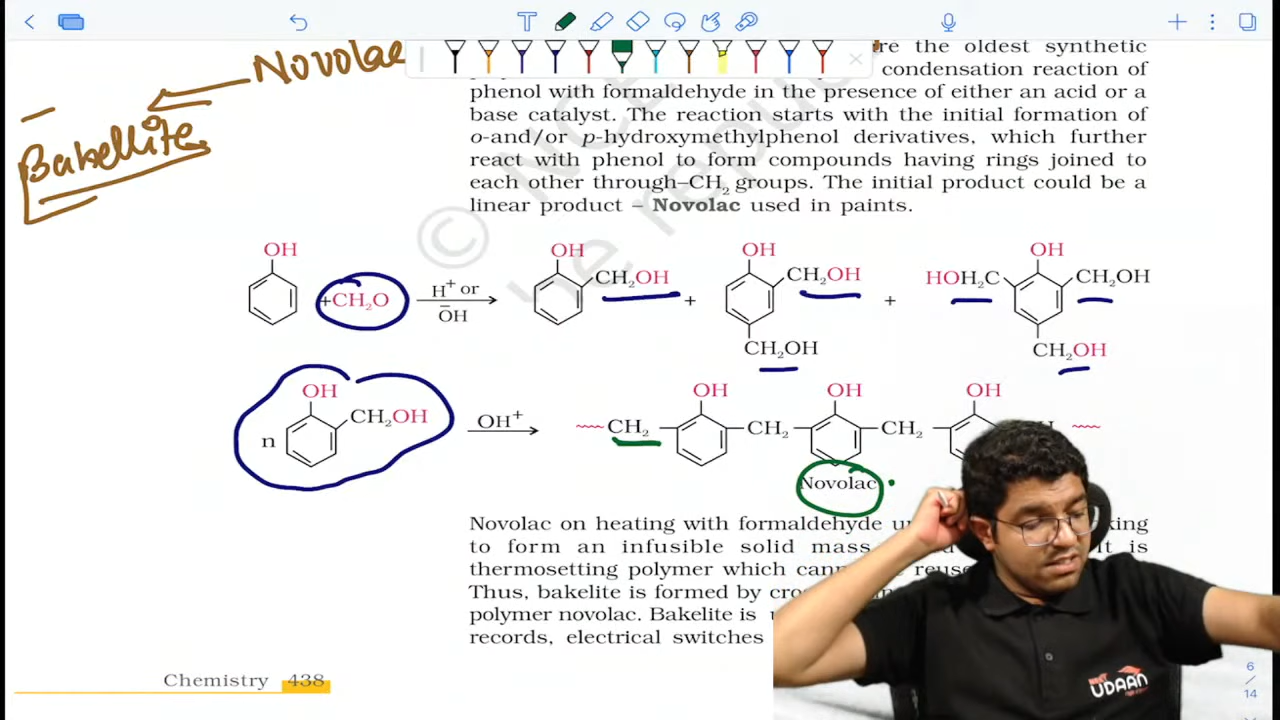 Novolac
Bakellite
re the oldest synthetic
condensation reaction of
phenol with formaldehyde in the presence of either an acid or a
base catalyst. The reaction starts with the initial formation of
o-and/or p-hydroxymethylphenol derivatives, which further
react with phenol to form compounds having rings joined to
each other through–CH₂ groups. The initial product could be a
linear product – Novolac used in paints.
OH OH OH OH
+CH₂O H⁺ or CH₂OH + CH₂OH + HOH₂C CH₂OH
ŌH
CH₂OH CH₂OH
OH OH OH OH
n CH₂OH OH⁺ CH₂ CH₂ CH₂
Novolac
Novolac on heating with formaldehyde king
to form an infusible solid mass It is
thermosetting polymer which reuse
Thus, bakelite is formed by
polymer novolac. Bakelite is
records, electrical switches
Chemistry 438
UDAAN
6
/
14